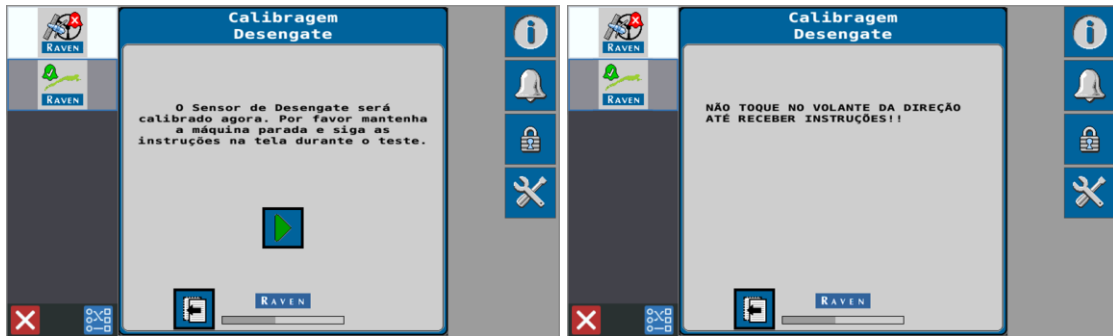 Calibragem
Desengate
RAVEN
RAVEN
O Sensor de Desengate será
calibrado agora. Por favor mantenha
a máquina parada e siga as
instruções na tela durante o teste.
RAVEN
Calibragem
Desengate
RAVEN
RAVEN
NÃO TOQUE NO VOLANTE DA DIREÇÃO
ATÉ RECEBER INSTRUÇÕES!!
RAVEN